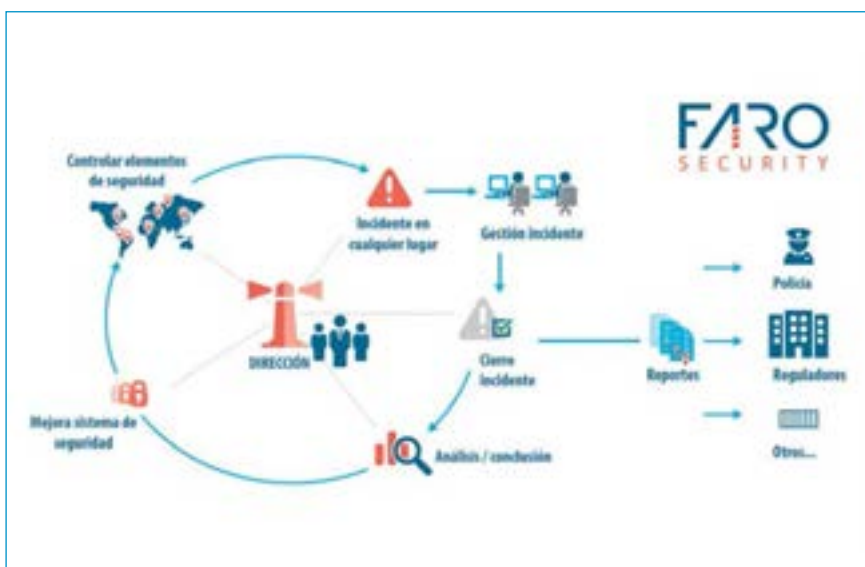 FARO
SECURITY
Controlar elementos
de seguridad
Incidente en
cualquier lugar
Gestión incidente
Policía
DIRECCIÓN
Cierre
incidente
Reportes
Reguladores
Mejora sistema de
seguridad
Análisis / conclusión
Otros...